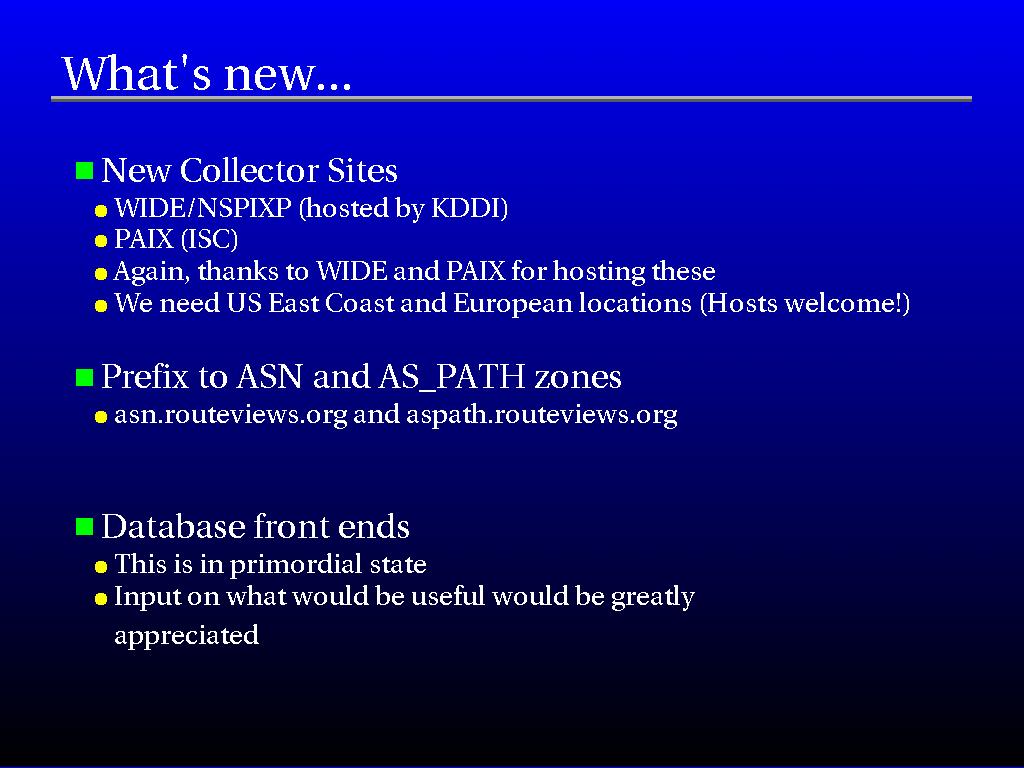 What's new...
New Collector Sites
WIDE/NSPIXP (hosted by KDDI)
PAIX (ISC)
Again, thanks to WIDE and PAIX for hosting these
We need US East Coast and European locations (Hosts welcome!)
Prefix to ASN and AS_PATH zones
asn.routeviews.org and aspath.routeviews.org
Database front ends
This is in primordial state
Input on what would be useful would be greatly
appreciated